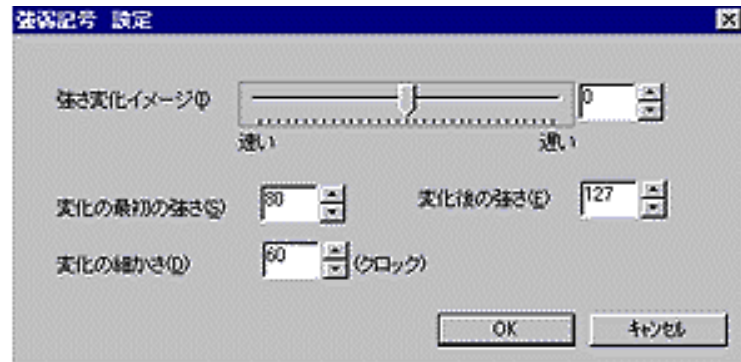 強弱記号 設定
強さ変化イメージ(I)
0
速い
遅い
変化の最初の強さ(S)
80
変化後の強さ(E)
127
変化の細かさ(D)
60
(クロック)
OK
キャンセル